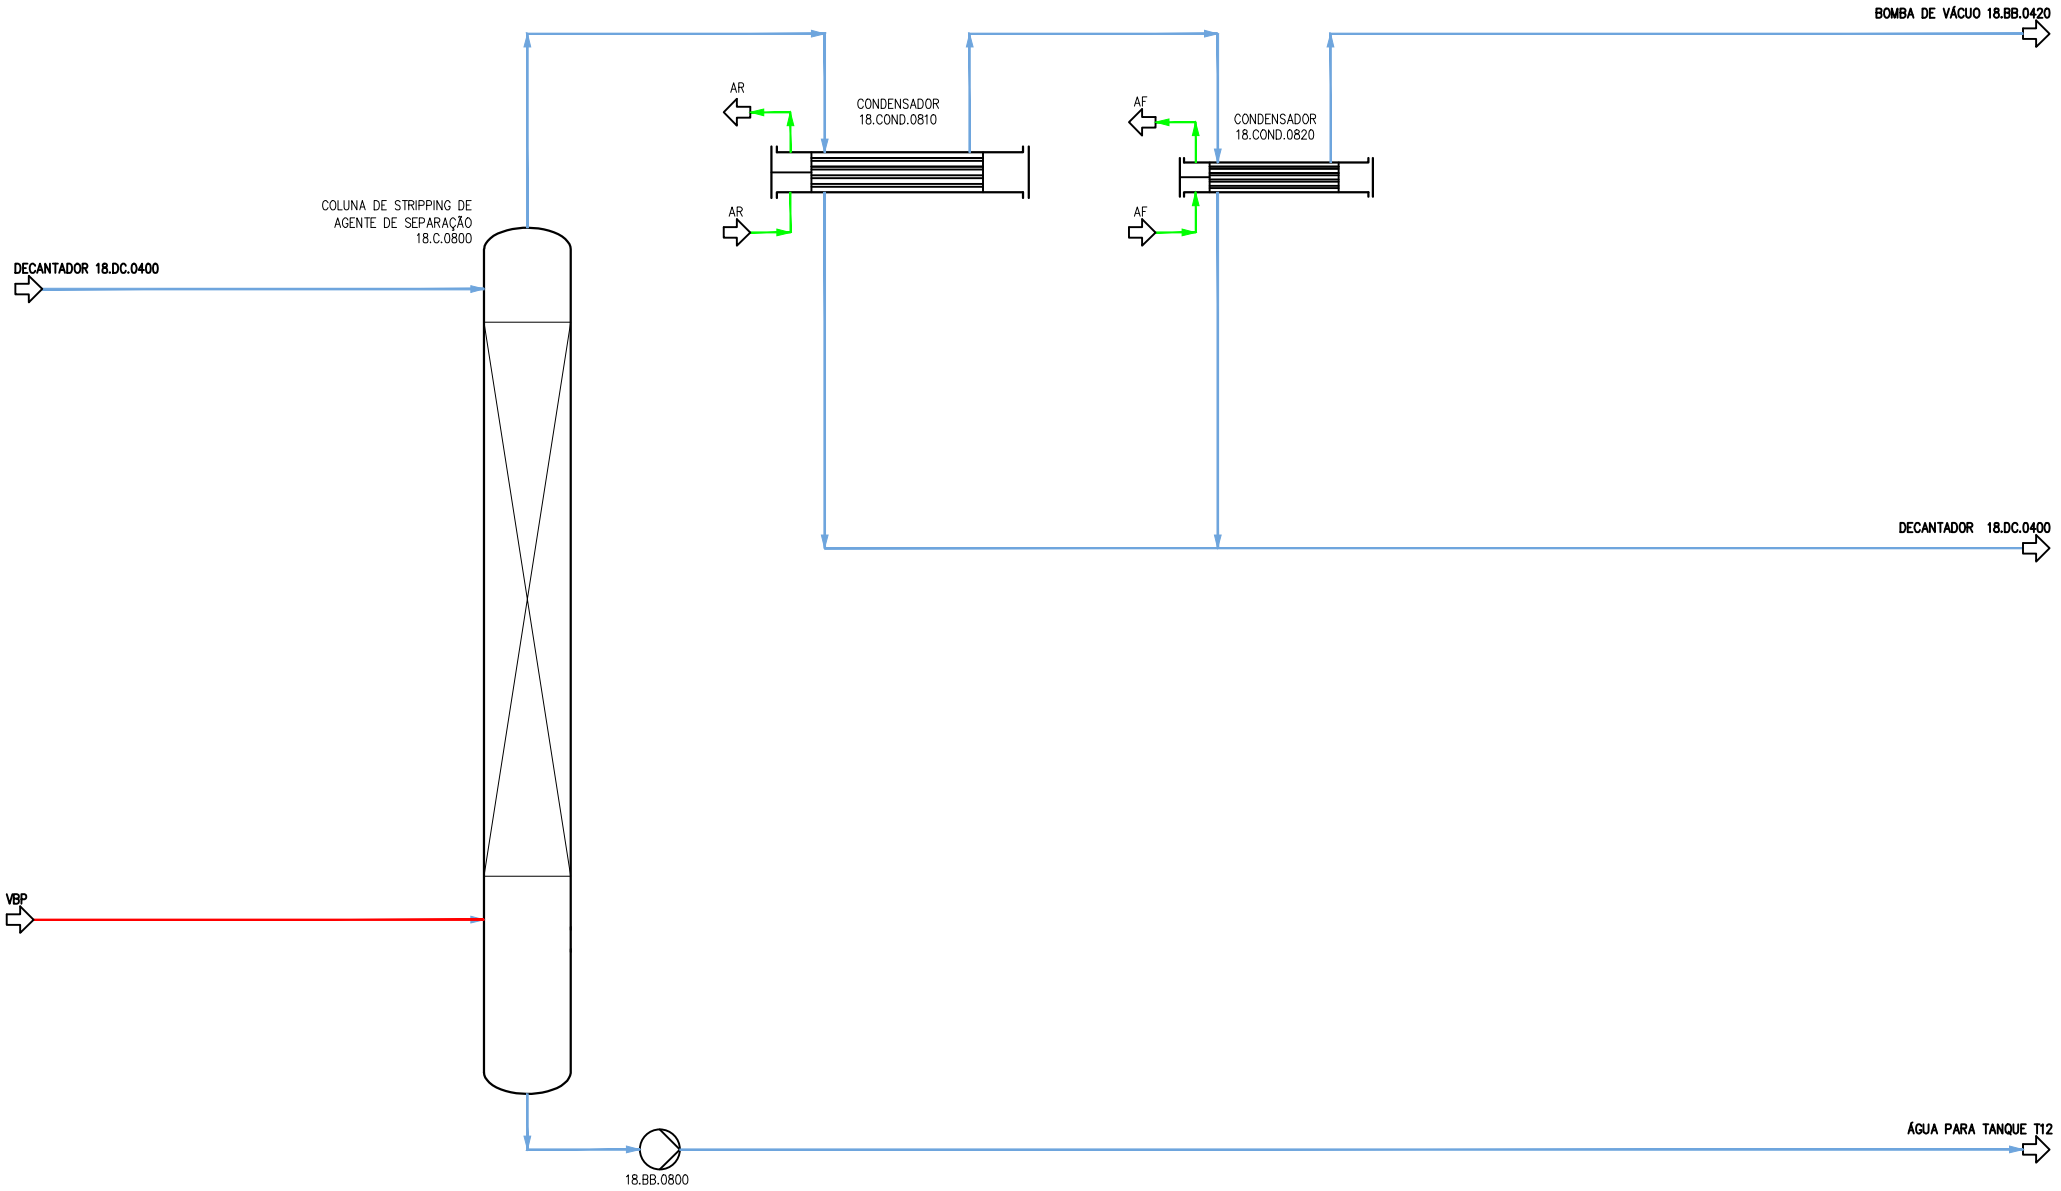 BOMBA DE VÁCUO 18.BB.0420
AR
CONDENSADOR
18.COND.0810
AF
CONDENSADOR
18.COND.0820
COLUNA DE STRIPPING DE
AGENTE DE SEPARAÇÃO
18.C.0800
AR
AF
DECANTADOR 18.DC.0400
DECANTADOR 18.DC.0400
VBP
ÁGUA PARA TANQUE T12
18.BB.0800